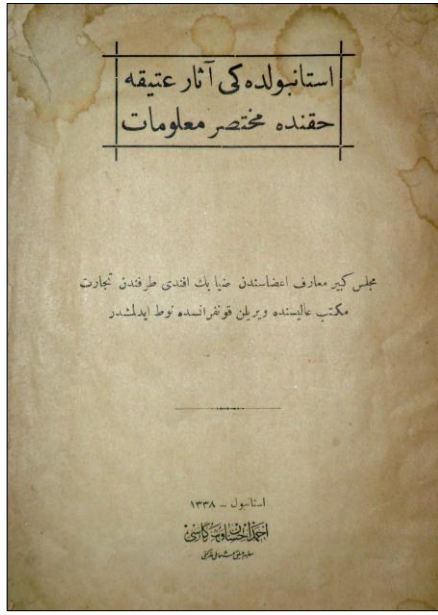 استانبولده کی آثار عتیقه
حقنده مختصر معلومات
مجلس کبیر معارف اعضاسندن ضیا بك افندی طرفندن تجارت
مکتب عالیسنده ویریلن قونفرانسده نوط ایدلمشدر
استانبول – ۱۳۳۸
احمد احسان و شرکاسی